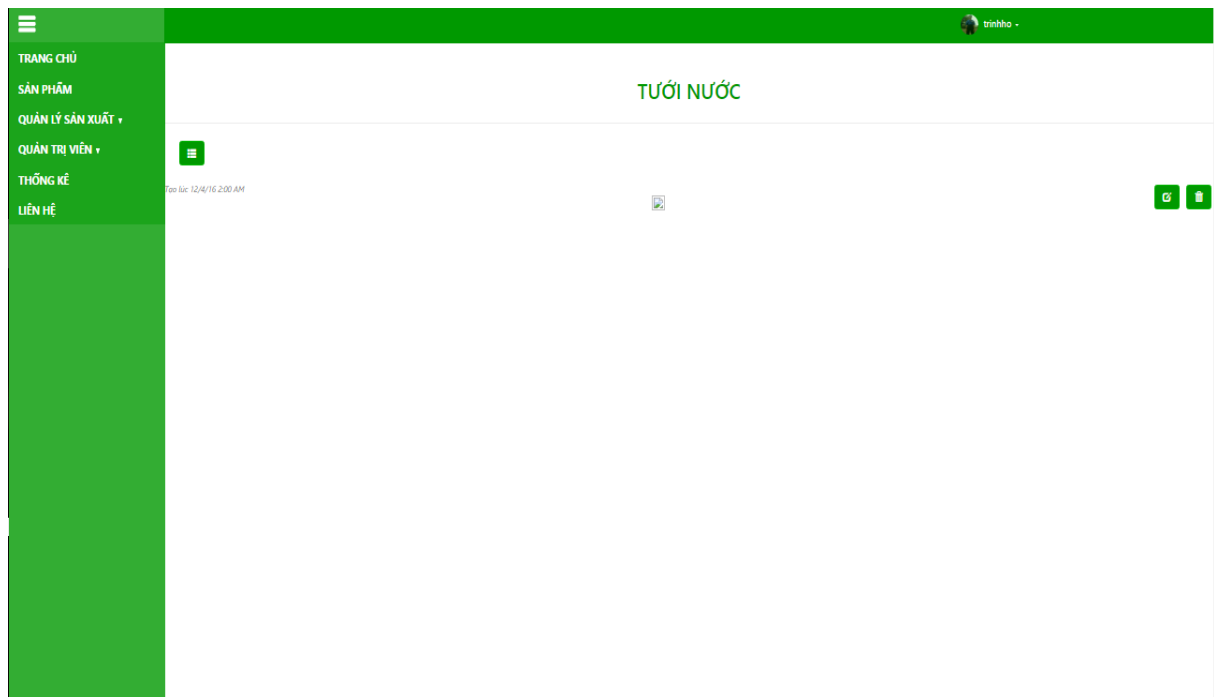 trinhho
TRANG CHỦ
SẢN PHẨM
TƯỚI NƯỚC
QUẢN LÝ SẢN XUẤT
QUẢN TRỊ VIÊN
THỐNG KÊ
Tạo lúc 12/4/16 2:00 AM
LIÊN HỆ